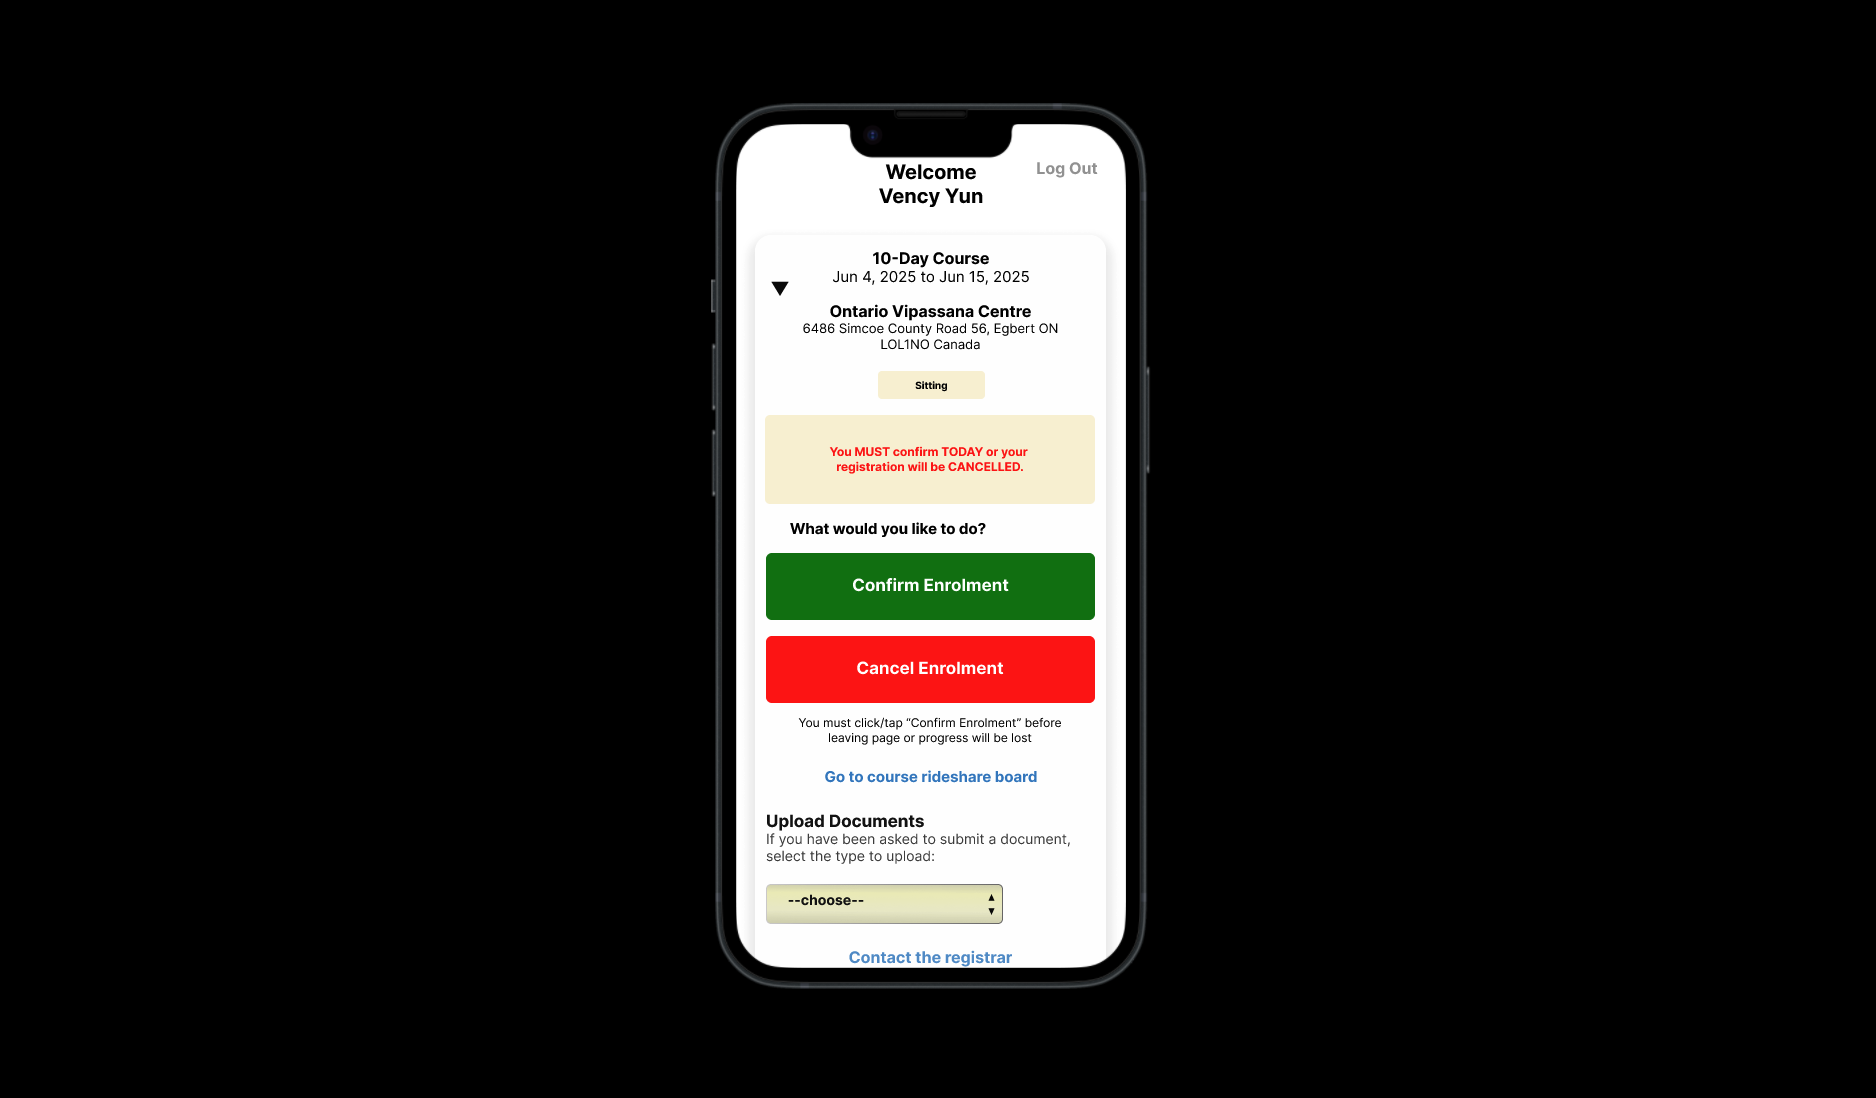 Welcome
Vency Yun
Log Out
10-Day Course
Jun 4, 2025 to Jun 15, 2025
Ontario Vipassana Centre
6486 Simcoe County Road 56, Egbert ON
LOL1NO Canada
Sitting
You MUST confirm TODAY or your
registration will be CANCELLED.
What would you like to do?
Confirm Enrolment
Cancel Enrolment
You must click/tap “Confirm Enrolment” before
leaving page or progress will be lost
Go to course rideshare board
Upload Documents
If you have been asked to submit a document,
select the type to upload:
--choose--
Contact the registrar